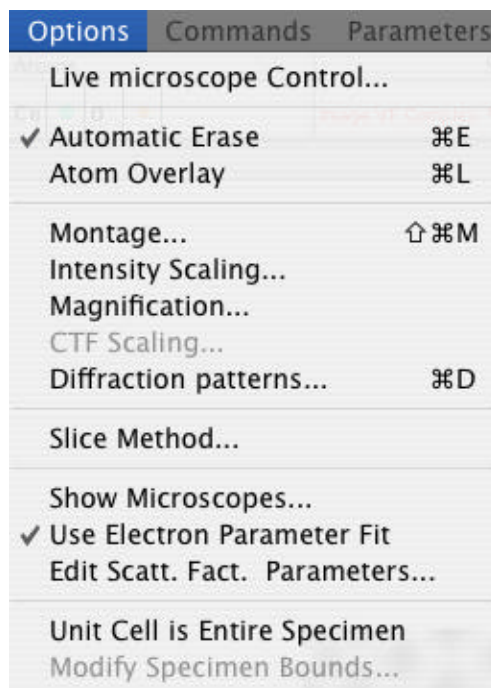 Options Commands Parameters
Live microscope Control...
✓ Automatic Erase ⌘E
Atom Overlay ⌘L
Montage... ⇧⌘M
Intensity Scaling...
Magnification...
CTF Scaling...
Diffraction patterns... ⌘D
Slice Method...
Show Microscopes...
✓ Use Electron Parameter Fit
Edit Scatt. Fact. Parameters...
Unit Cell is Entire Specimen
Modify Specimen Bounds...